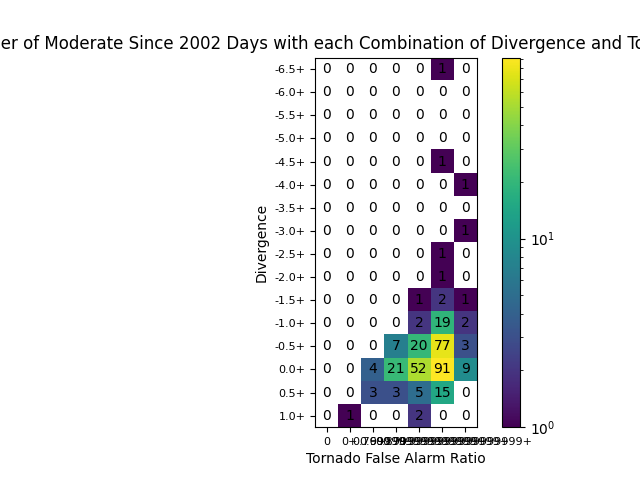 er of Moderate Since 2002 Days with each Combination of Divergence and To
-6.5+ 0 0 0 0 0 1 0
-6.0+ 0 0 0 0 0 0 0
-5.5+ 0 0 0 0 0 0 0
-5.0+ 0 0 0 0 0 0 0
-4.5+ 0 0 0 0 0 1 0
-4.0+ 0 0 0 0 0 0 1
-3.5+ 0 0 0 0 0 0 0
-3.0+ 0 0 0 0 0 0 1
-2.5+ 0 0 0 0 0 1 0
-2.0+ 0 0 0 0 0 1 0
-1.5+ 0 0 0 0 1 2 1
-1.0+ 0 0 0 0 2 19 2
-0.5+ 0 0 0 7 20 77 3
0.0+ 0 0 4 21 52 91 9
0.5+ 0 0 3 3 5 15 0
1.0+ 0 1 0 0 2 0 0
Divergence
0 0+
Tornado False Alarm Ratio
10¹
10⁰